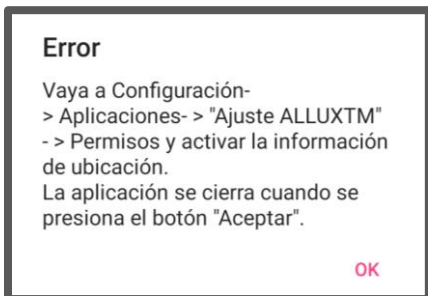 Error
Vaya a Configuración-
> Aplicaciones- > "Ajuste ALLUXTM"
- > Permisos y activar la información
de ubicación.
La aplicación se cierra cuando se
presiona el botón "Aceptar".
OK